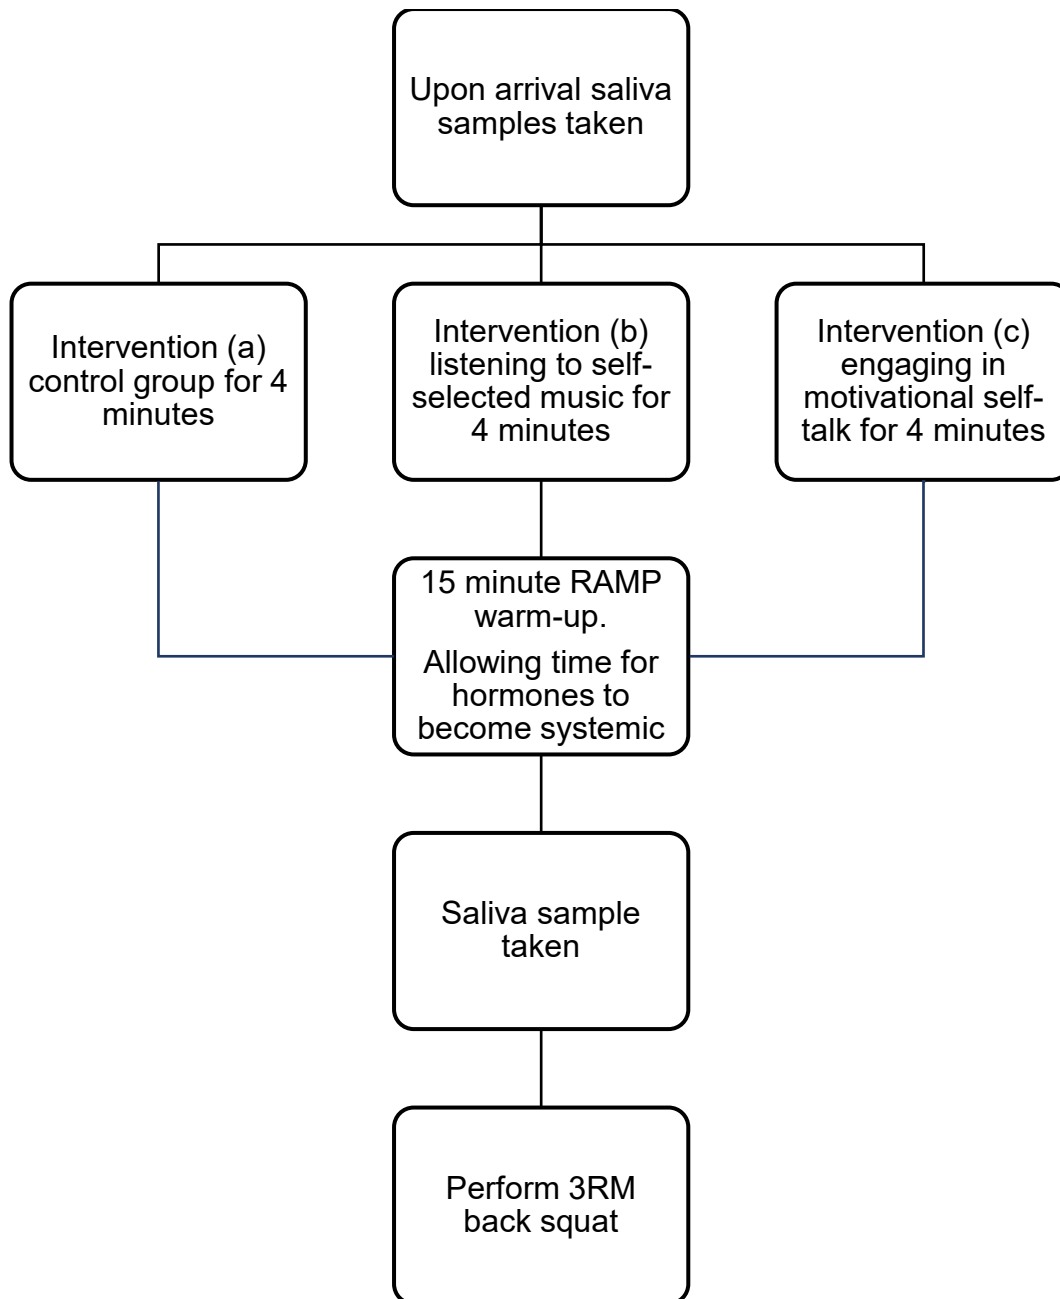 Upon arrival saliva
samples taken
Intervention (a)
control group for 4
minutes
Intervention (b)
listening to self-
selected music for
4 minutes
Intervention (c)
engaging in
motivational self-
talk for 4 minutes
15 minute RAMP
warm-up.
Allowing time for
hormones to
become systemic
Saliva sample
taken
Perform 3RM
back squat